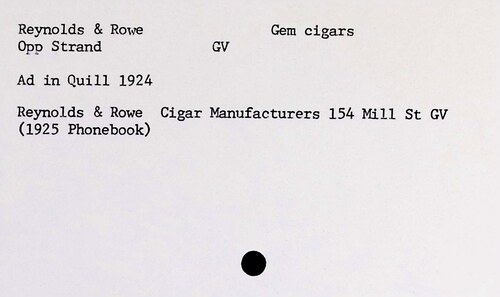 Reynolds & Rowe Gem cigars
Opp Strand GV
Ad in Quill 1924
Reynolds & Rowe Cigar Manufacturers 154 Mill St GV
(1925 Phonebook)